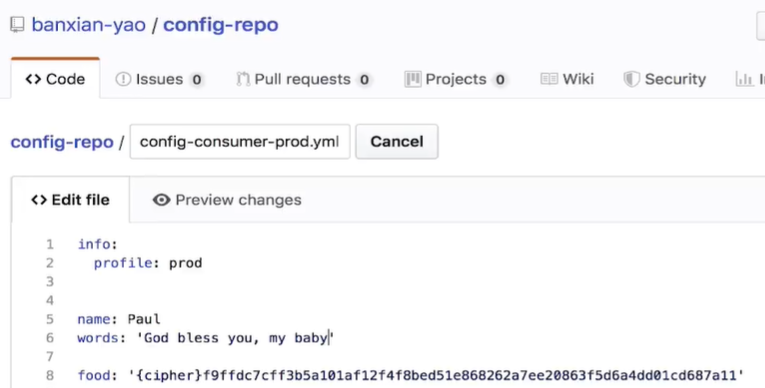 banxian-yao / config-repo
<> Code Issues 0 Pull requests 0 Projects 0 Wiki Security
config-repo / config-consumer-prod.yml Cancel
<> Edit file Preview changes
1 info:
2 profile: prod
3
4
5 name: Paul
6 words: 'God bless you, my baby'
7
8 food: '{cipher}f9ffdc7cff3b5a101af12f4f8bed51e868262a7ee20863f5d6a4dd01cd687a11'